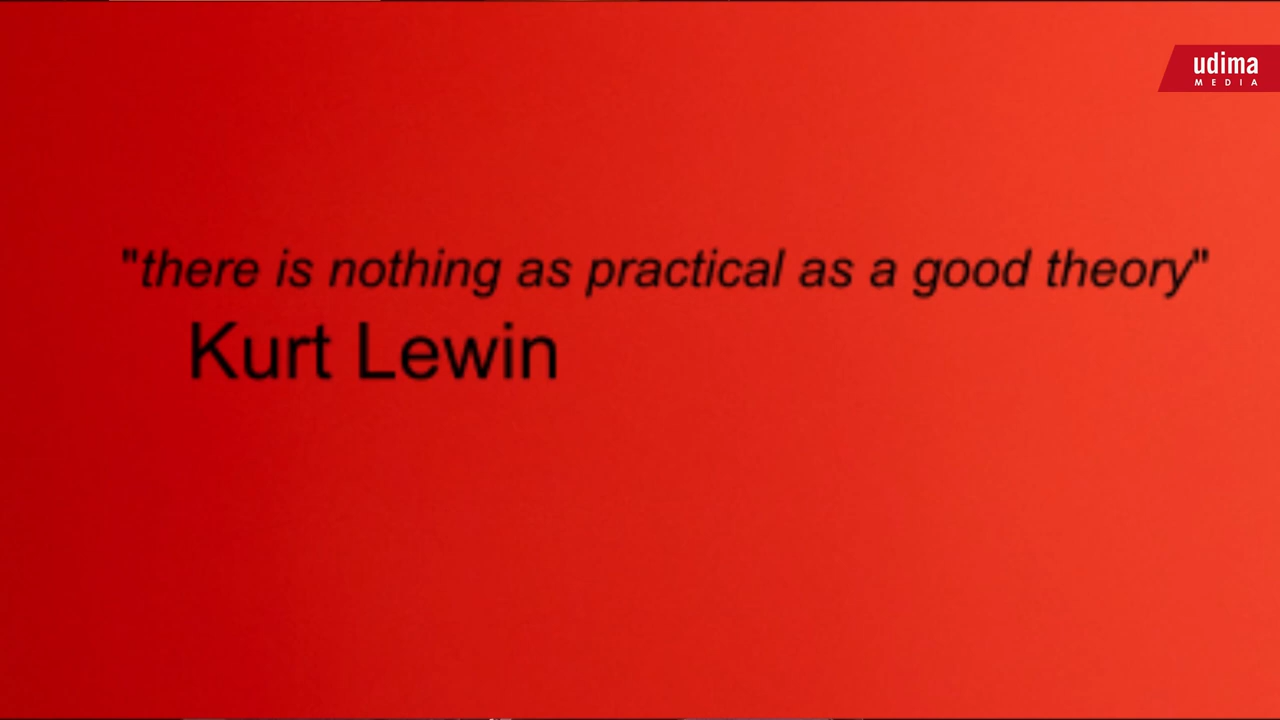 udima
MEDIA
"there is nothing as practical as a good theory"
Kurt Lewin